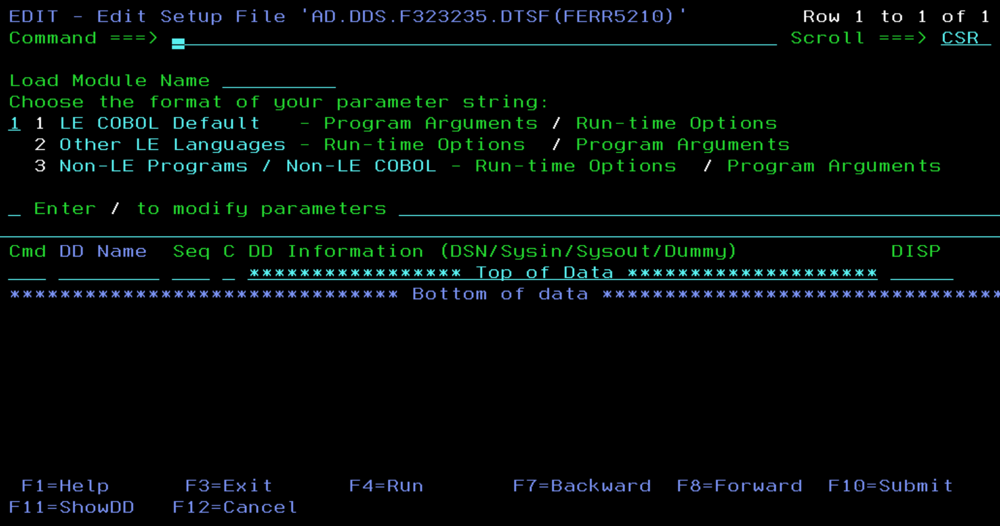 EDIT - Edit Setup File 'AD.DDS.F323235.DTSF(FERR5210)' Row 1 to 1 of 1
Command ===> Scroll ===> CSR
Load Module Name
Choose the format of your parameter string:
1 1 LE COBOL Default - Program Arguments / Run-time Options
2 Other LE Languages - Run-time Options / Program Arguments
3 Non-LE Programs / Non-LE COBOL - Run-time Options / Program Arguments
_ Enter / to modify parameters
Cmd DD Name Seq C DD Information (DSN/Sysin/Sysout/Dummy) DISP
***************** Top of Data ********************
******************************* Bottom of data ********************************
F1=Help F3=Exit F4=Run F7=Backward F8=Forward F10=Submit
F11=ShowDD F12=Cancel